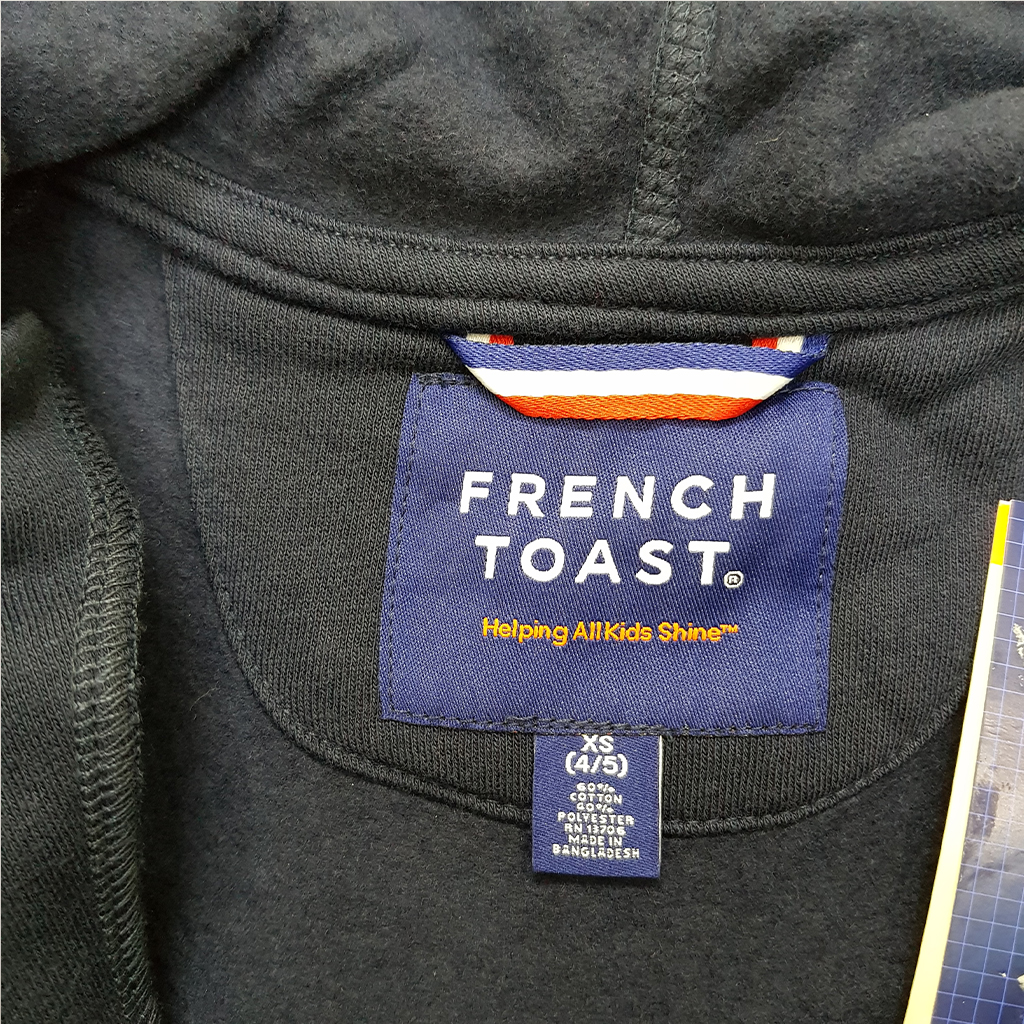 FRENCH
TOAST®
Helping All Kids Shine™
XS
(4/5)
60%
COTTON
40%
POLYESTER
RN 13706
MADE IN
BANGLADESH